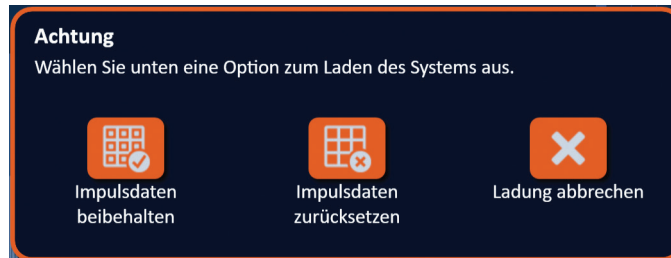 Achtung
Wählen Sie unten eine Option zum Laden des Systems aus.
Impulsdaten
beibehalten
Impulsdaten
zurücksetzen
Ladung abbrechen